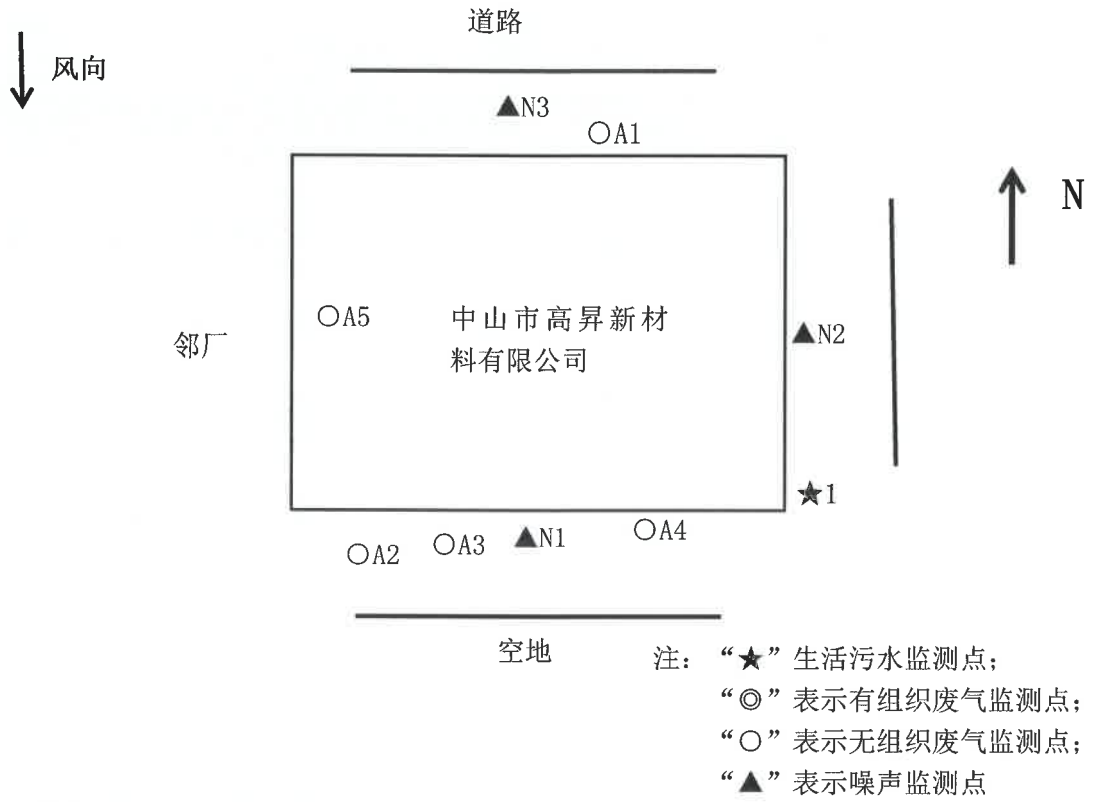 道路
风向
▲N3
○A1
N
○A5
中山市高昇新材
料有限公司
邻厂
▲N2
★1
○A2
○A3
▲N1
○A4
空地
注：“★”生活污水监测点；
“◎”表示有组织废气监测点；
“○”表示无组织废气监测点；
“▲”表示噪声监测点